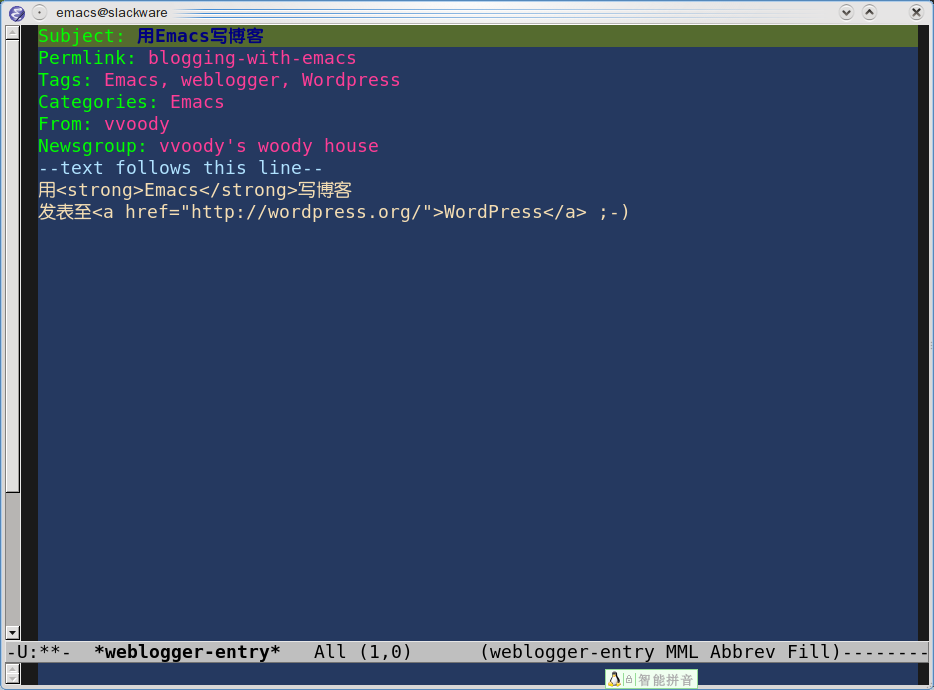 emacs@slackware
Subject: 用Emacs写博客
Permlink: blogging-with-emacs
Tags: Emacs, weblogger, Wordpress
Categories: Emacs
From: vvoody
Newsgroup: vvoody's woody house
--text follows this line--
用<strong>Emacs</strong>写博客
发表至<a href="http://wordpress.org/">WordPress</a> ;-)
-U:**-  *weblogger-entry*   All (1,0)      (weblogger-entry MML Abbrev Fill)--------
智能拼音